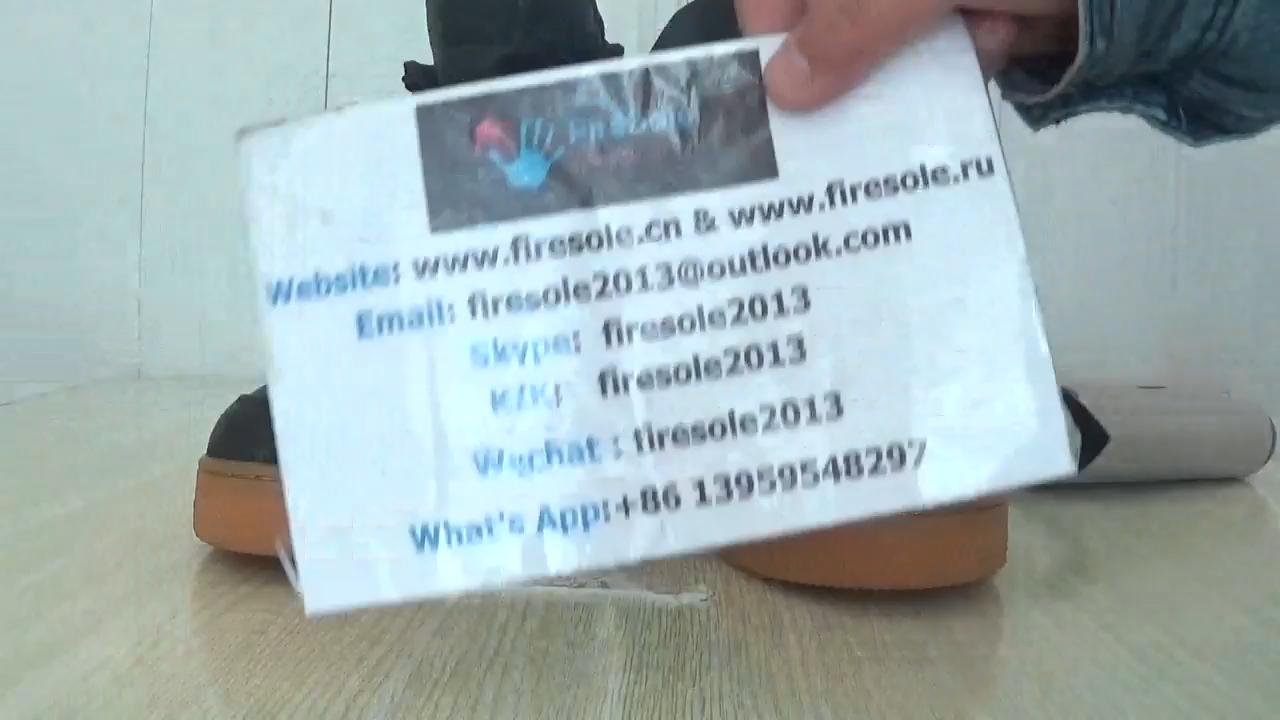 Website: www.firesole.cn & www.firesole.ru
Email: firesole2013@outlook.com
Skype: firesole2013
firesole2013
Wechat : firesole2013
What's App:+86 13959548297